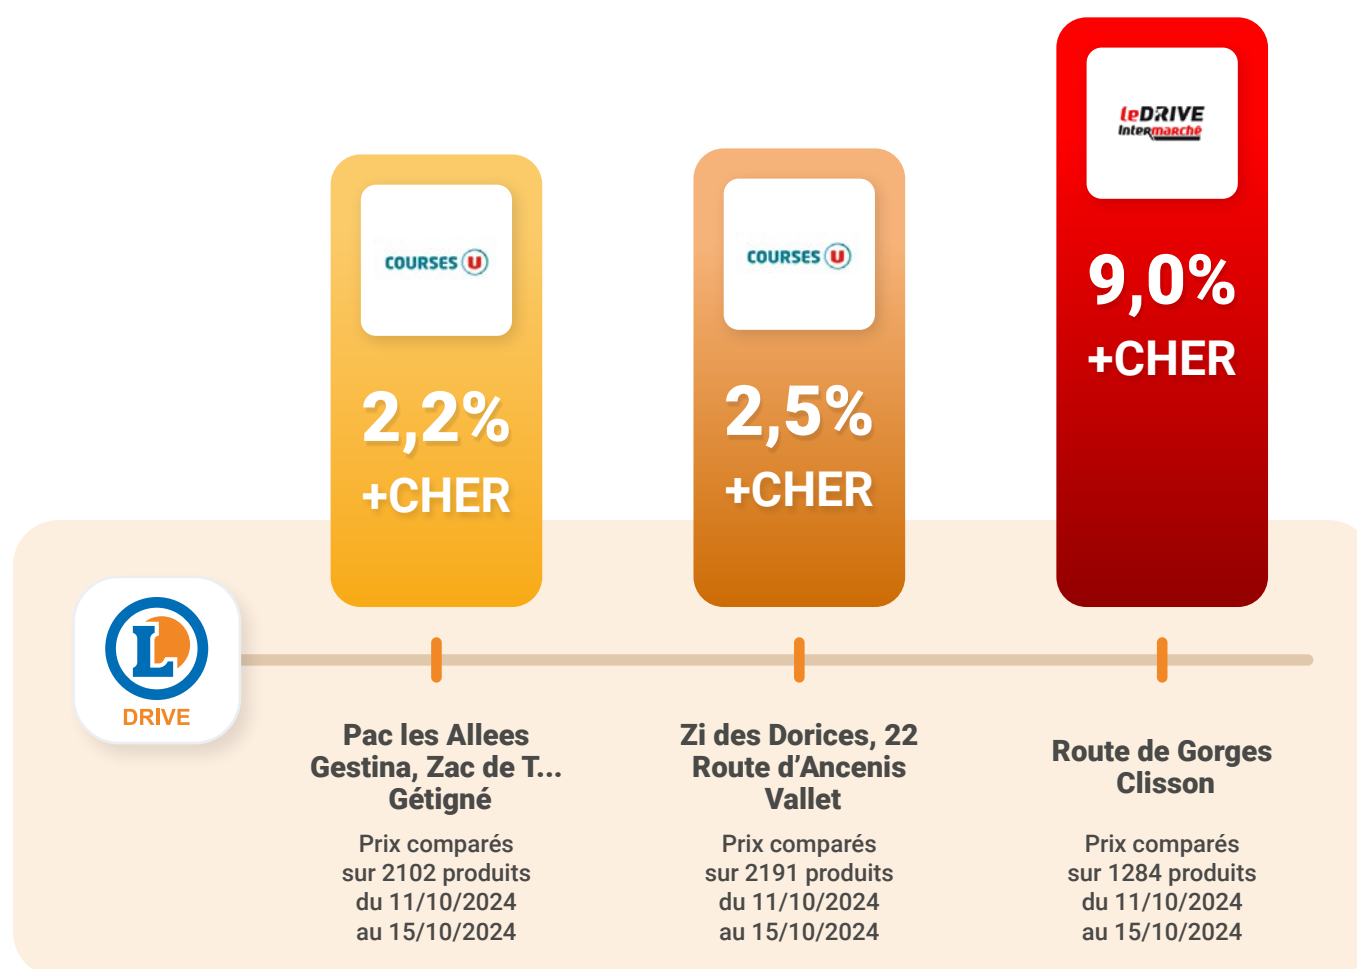 COURSES U
2,2%
+CHER
COURSES U
2,5%
+CHER
leDRIVE
Intermarché
9,0%
+CHER
L
DRIVE
Pac les Allees
Gestina, Zac de T...
Gétigné
Prix comparés
sur 2102 produits
du 11/10/2024
au 15/10/2024
Zi des Dorices, 22
Route d'Ancenis
Vallet
Prix comparés
sur 2191 produits
du 11/10/2024
au 15/10/2024
Route de Gorges
Clisson
Prix comparés
sur 1284 produits
du 11/10/2024
au 15/10/2024